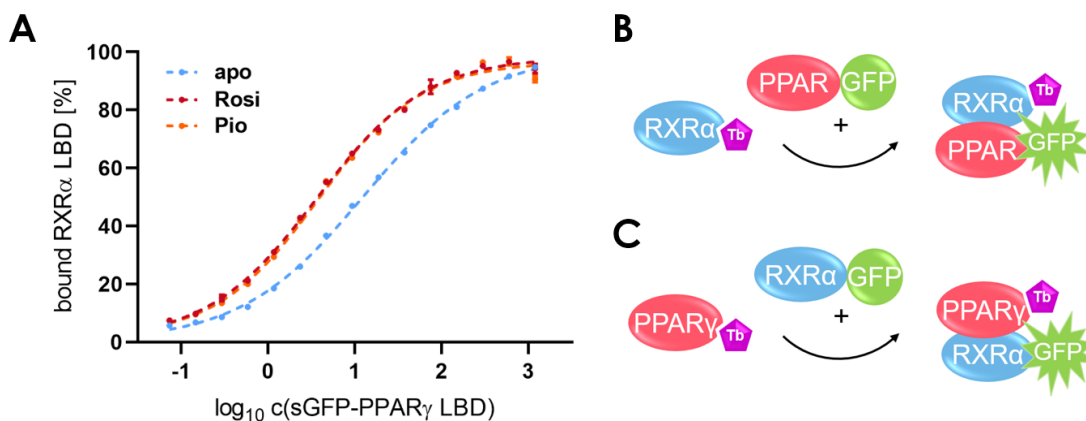 A
bound RXRα LBD [%]
100
80
60
40
20
0
apo
Rosi
Pio
-1 0 1 2 3
log10 c(sGFP-PPARγ LBD)
B
RXRα Tb
PPAR GFP
+
RXRα Tb
PPAR GFP
C
PPARγ Tb
RXRα GFP
+
PPARγ Tb
RXRα GFP